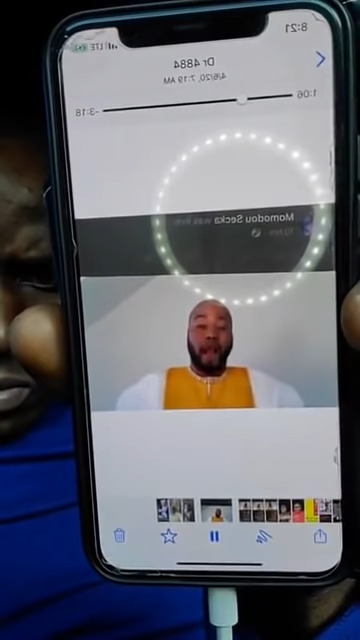 8:21
LTE
Dr 4884
4/6/20, 7:19 AM
1:06
-3:18
Momodou Secka was live